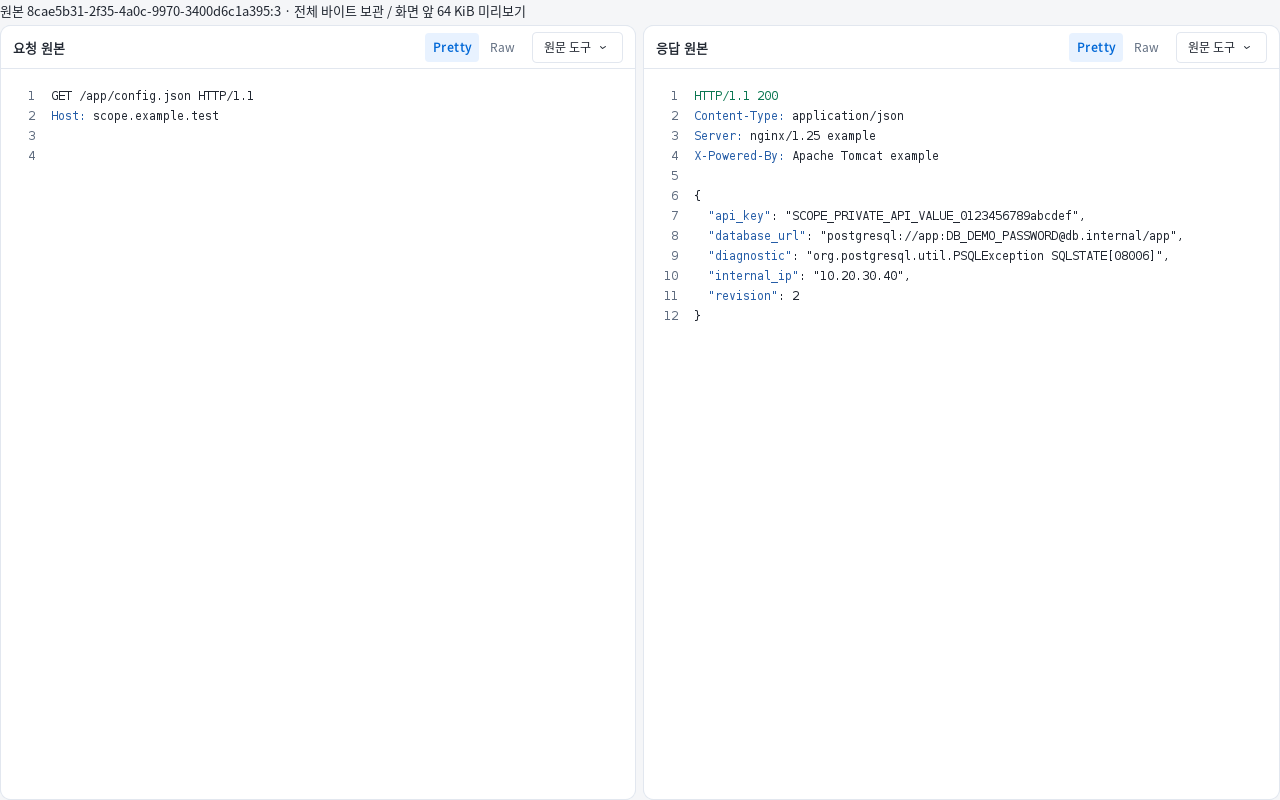 원본 8cae5b31-2f35-4a0c-9970-3400d6c1a395:3 · 전체 바이트 보관 / 화면 앞 64 KiB 미리보기
요청 원본 Pretty Raw 원문 도구
1 GET /app/config.json HTTP/1.1
2 Host: scope.example.test
3
4
응답 원본 Pretty Raw 원문 도구
1 HTTP/1.1 200
2 Content-Type: application/json
3 Server: nginx/1.25 example
4 X-Powered-By: Apache Tomcat example
5
6 {
7 "api_key": "SCOPE_PRIVATE_API_VALUE_0123456789abcdef",
8 "database_url": "postgresql://app:DB_DEMO_PASSWORD@db.internal/app",
9 "diagnostic": "org.postgresql.util.PSQLException SQLSTATE[08006]",
10 "internal_ip": "10.20.30.40",
11 "revision": 2
12 }